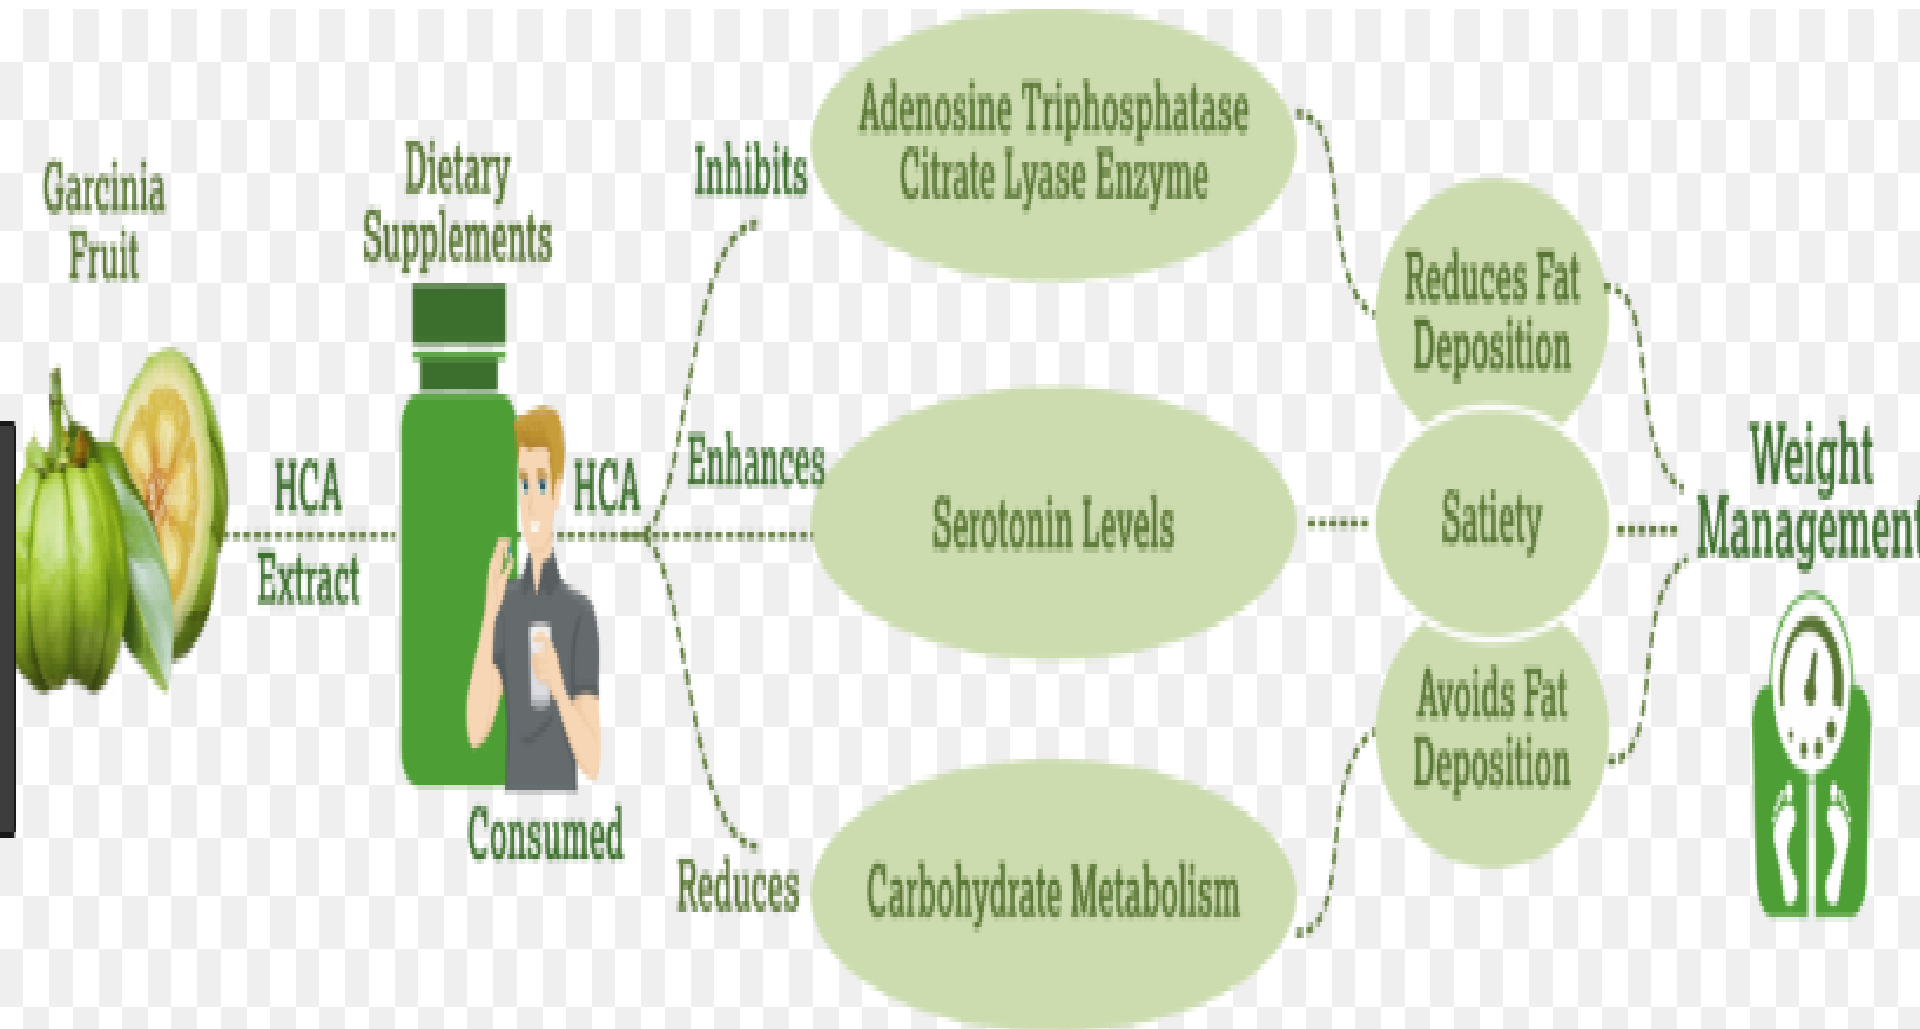 Garcinia
Fruit
HCA
Extract
Dietary
Supplements
Consumed
HCA
Inhibits
Adenosine Triphosphatase
Citrate Lyase Enzyme
Enhances
Serotonin Levels
Reduces
Carbohydrate Metabolism
Reduces Fat
Deposition
Satiety
Avoids Fat
Deposition
Weight
Management